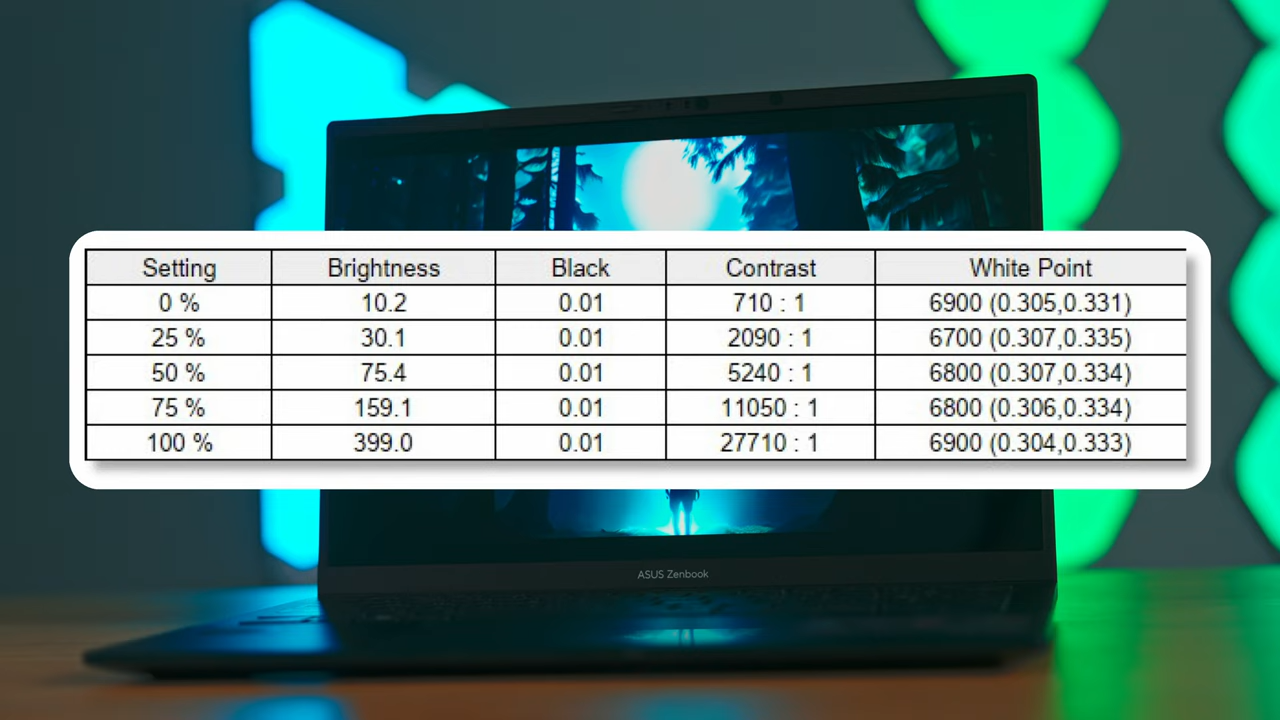 Setting Brightness Black Contrast White Point
0 % 10.2 0.01 710 : 1 6900 (0.305,0.331)
25 % 30.1 0.01 2090 : 1 6700 (0.307,0.335)
50 % 75.4 0.01 5240 : 1 6800 (0.307,0.334)
75 % 159.1 0.01 11050 : 1 6800 (0.306,0.334)
100 % 399.0 0.01 27710 : 1 6900 (0.304,0.333)
ASUS Zenbook